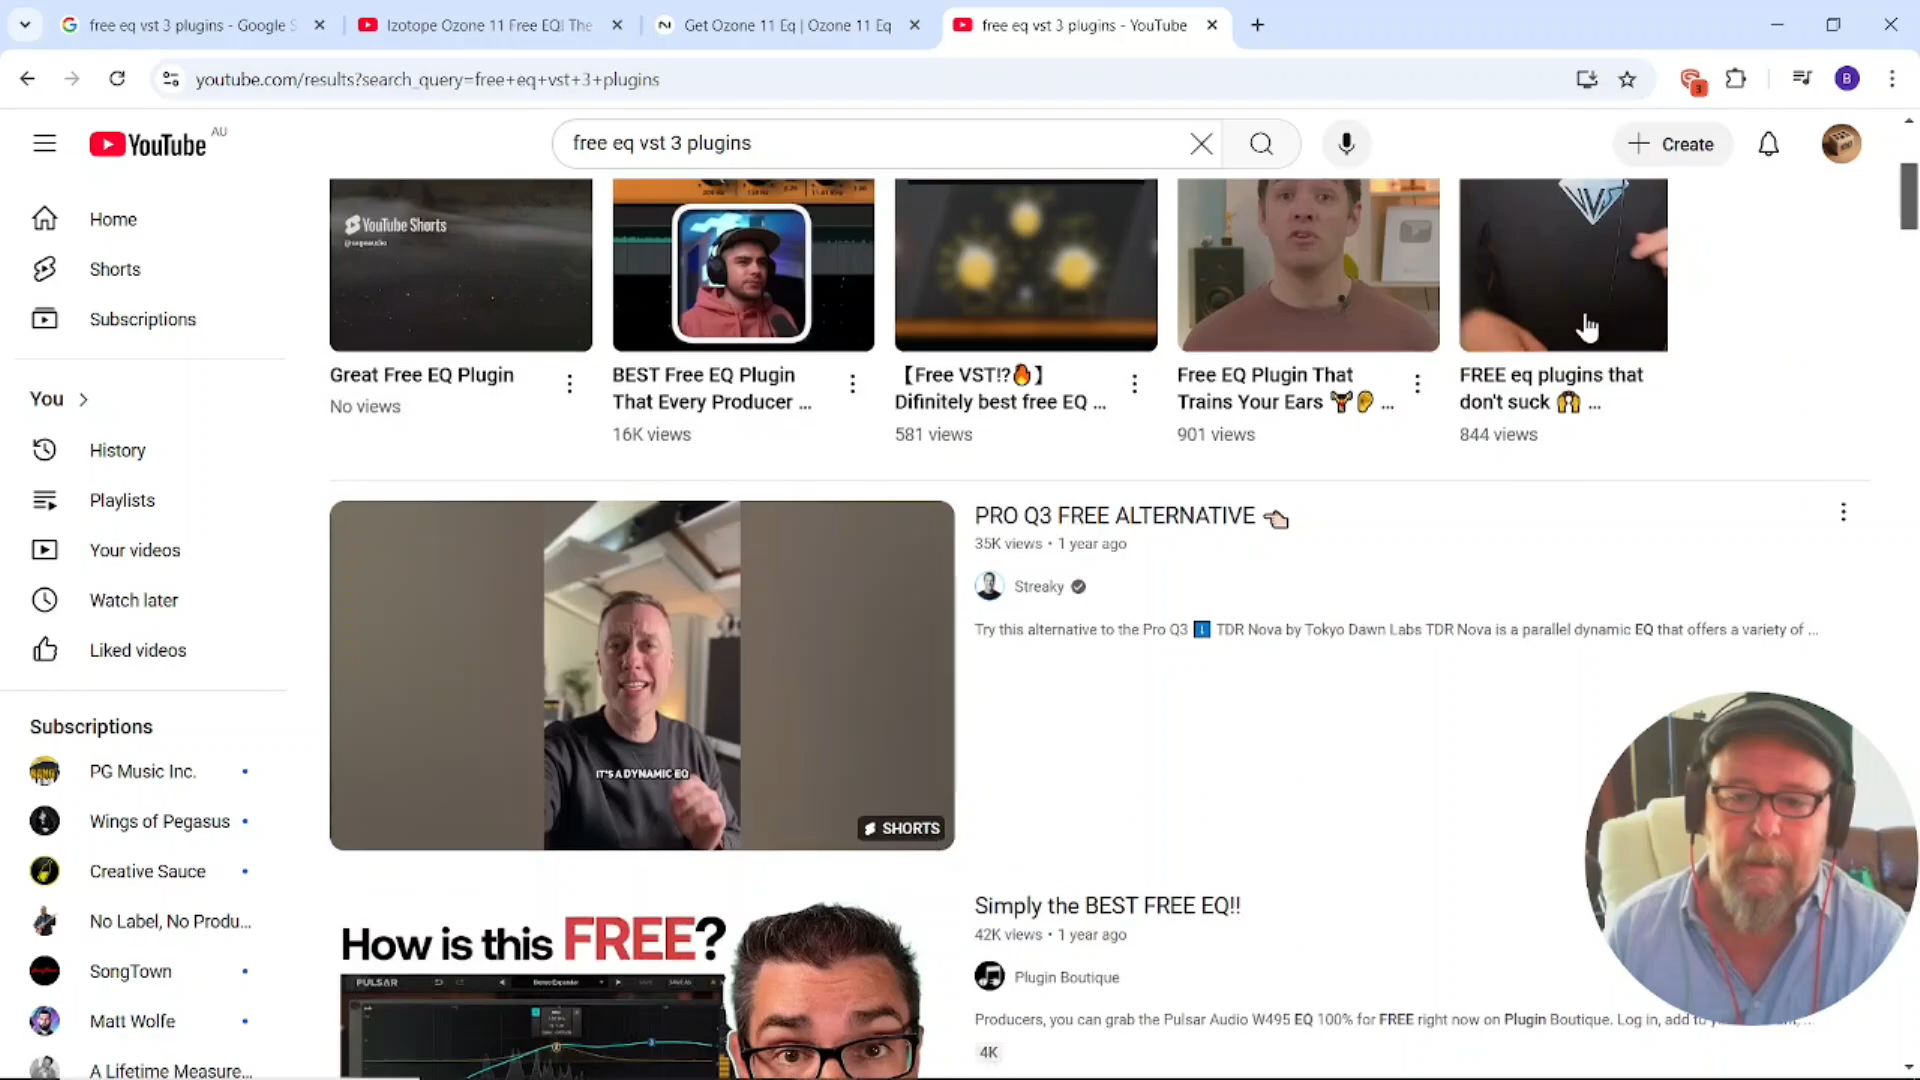 free eq vst 3 plugins - Google S
Izotope Ozone 11 Free EQ! The
Get Ozone 11 Eq | Ozone 11 Eq
free eq vst 3 plugins - YouTube
youtube.com/results?search_query=free+eq+vst+3+plugins
3
B
YouTube AU
free eq vst 3 plugins
Create
Home
Shorts
Subscriptions
You
History
Playlists
Your videos
Watch later
Liked videos
Subscriptions
PG Music Inc.
Wings of Pegasus
Creative Sauce
No Label, No Produ...
SongTown
Matt Wolfe
A Lifetime Measure...
YouTube Shorts
Great Free EQ Plugin
No views
BEST Free EQ Plugin
That Every Producer ...
16K views
【Free VST!?🔥】
Difinitely best free EQ ...
581 views
Free EQ Plugin That
Trains Your Ears 🏋️👂 ...
901 views
FREE eq plugins that
don't suck 🙌 ...
844 views
IT'S A DYNAMIC EQ
SHORTS
PRO Q3 FREE ALTERNATIVE 👈🏻
35K views • 1 year ago
Streaky
Try this alternative to the Pro Q3 ⬇️ TDR Nova by Tokyo Dawn Labs TDR Nova is a parallel dynamic EQ that offers a variety of ...
How is this FREE?
PULSAR
Simply the BEST FREE EQ!!
42K views • 1 year ago
Plugin Boutique
Producers, you can grab the Pulsar Audio W495 EQ 100% for FREE right now on Plugin Boutique. Log in, add to
4K